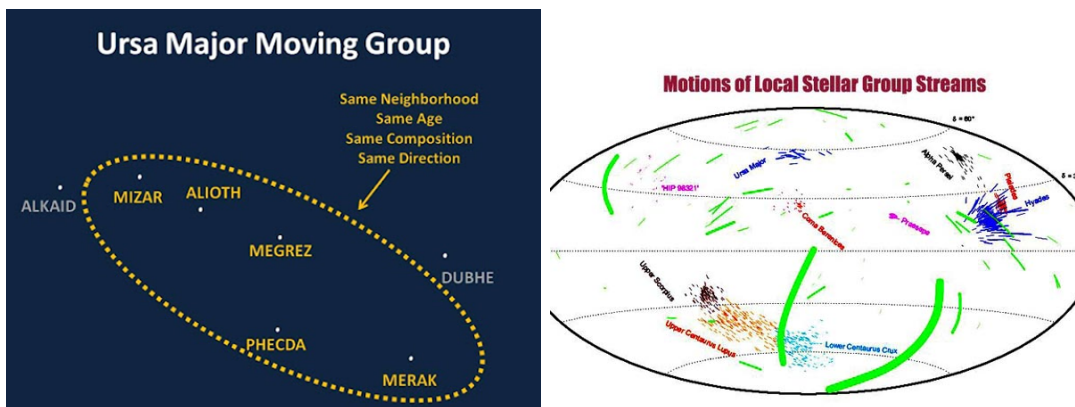 Ursa Major Moving Group
Same Neighborhood
Same Age
Same Composition
Same Direction
ALKAID
MIZAR
ALIOTH
MEGREZ
DUBHE
PHECDA
MERAK
Motions of Local Stellar Group Streams
δ = 60°
Ursa Major
Alpha Persei
'HIP 98321'
Pleiades
Hyades
Coma Berenices
Praesepe
Upper Scorpius
Upper Centaurus Lupus
Lower Centaurus Crux